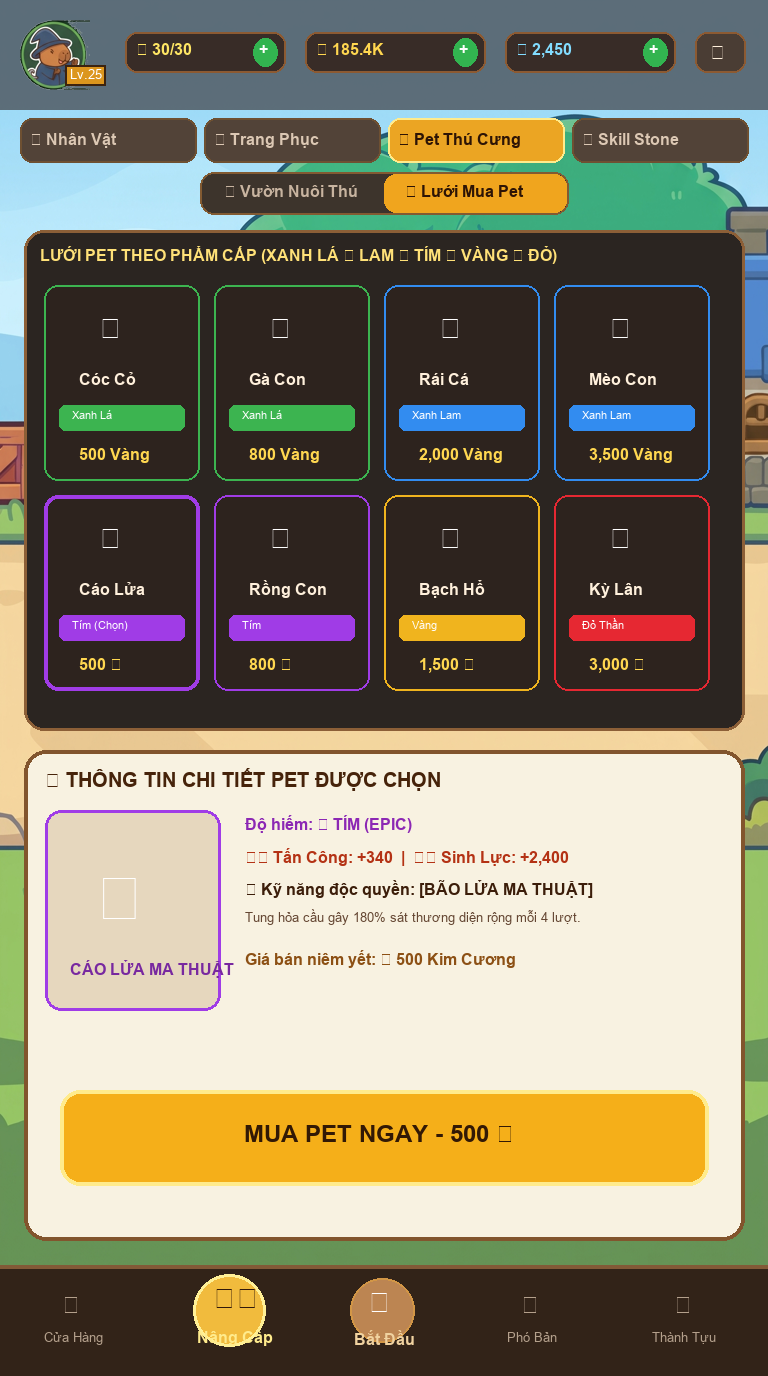 Lv.25
30/30 +
185.4K +
2,450 +
Nhân Vật
Trang Phục
Pet Thú Cưng
Skill Stone
Vườn Nuôi Thú
Lưới Mua Pet
LƯỚI PET THEO PHẨM CẤP (XANH LÁ LAM TÍM VÀNG ĐỎ)
Cóc Cỏ
Xanh Lá
500 Vàng
Gà Con
Xanh Lá
800 Vàng
Rái Cá
Xanh Lam
2,000 Vàng
Mèo Con
Xanh Lam
3,500 Vàng
Cáo Lửa
Tím (Chọn)
500
Rồng Con
Tím
800
Bạch Hổ
Vàng
1,500
Kỳ Lân
Đỏ Thần
3,000
THÔNG TIN CHI TIẾT PET ĐƯỢC CHỌN
CÁO LỬA MA THUẬT
Độ hiếm: TÍM (EPIC)
Tấn Công: +340 | Sinh Lực: +2,400
Kỹ năng độc quyền: [BÃO LỬA MA THUẬT]
Tung hỏa cầu gây 180% sát thương diện rộng mỗi 4 lượt.
Giá bán niêm yết: 500 Kim Cương
MUA PET NGAY - 500
Cửa Hàng
Nâng Cấp
Bắt Đầu
Phó Bản
Thành Tựu